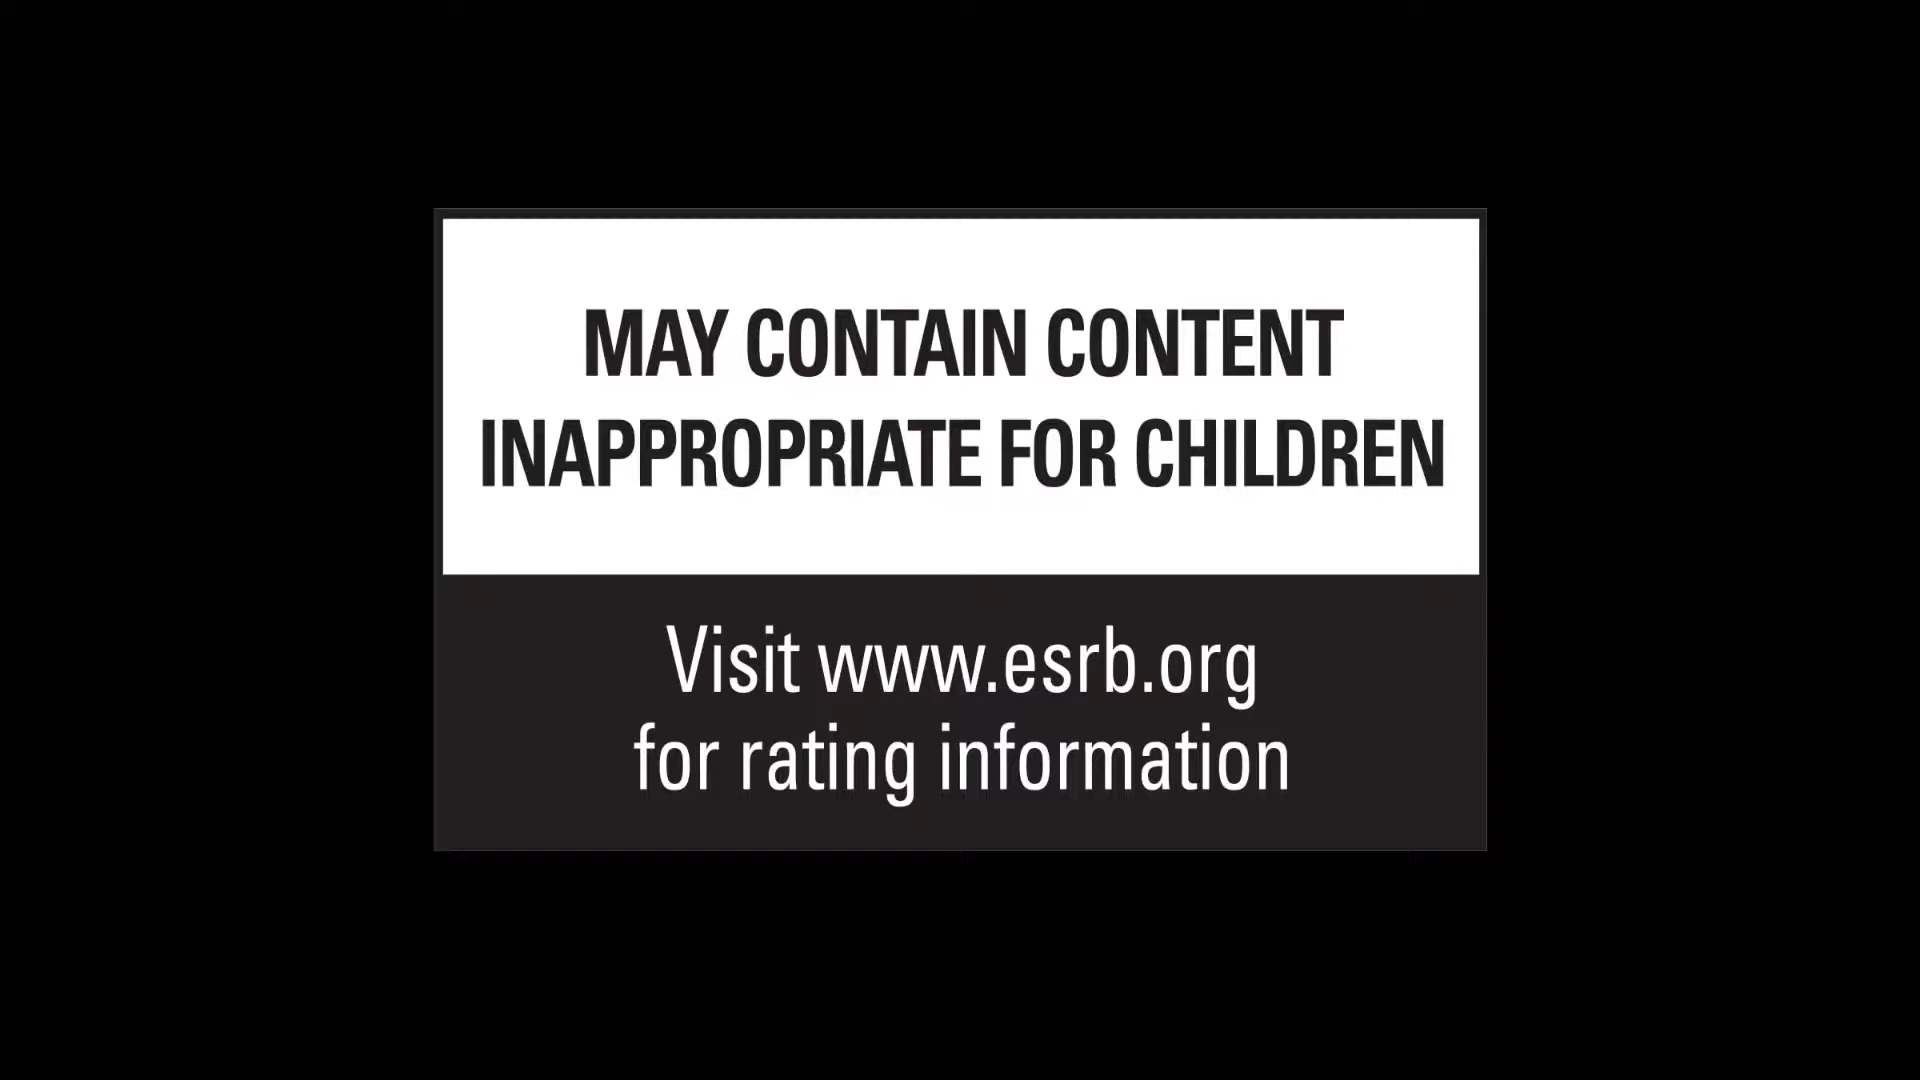 MAY CONTAIN CONTENT
INAPPROPRIATE FOR CHILDREN
Visit www.esrb.org
for rating information